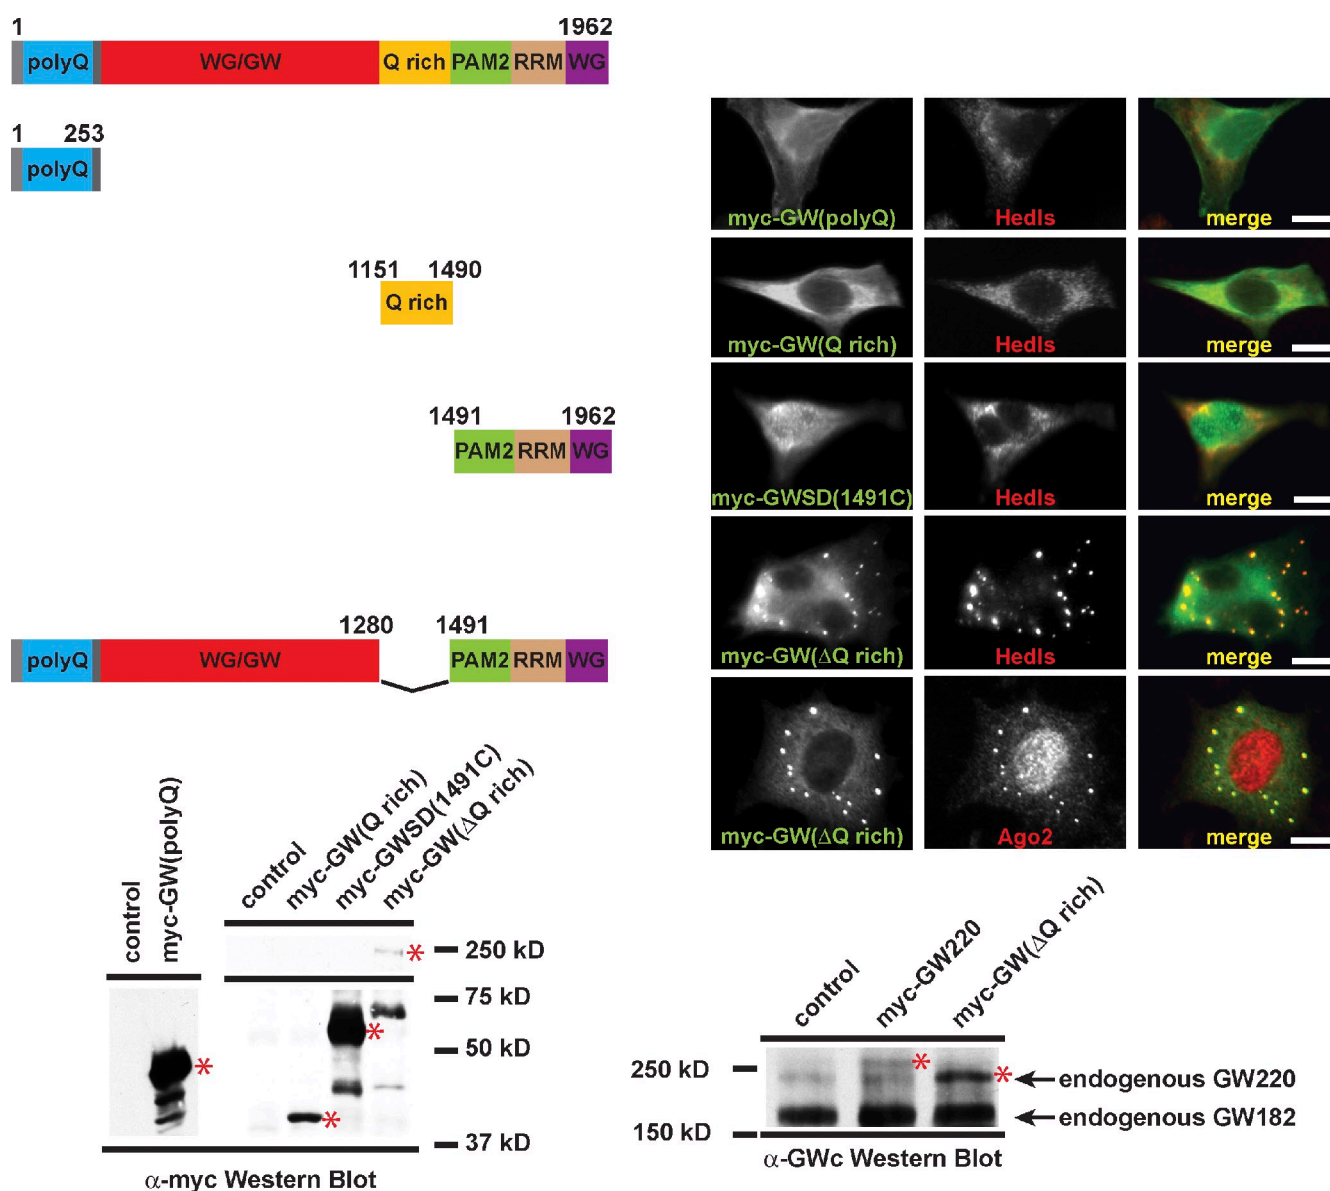 1 1962
polyQ WG/GW Q rich PAM2 RRM WG
1 253
polyQ
1151 1490
Q rich
1491 1962
PAM2 RRM WG
1280 1491
polyQ WG/GW PAM2 RRM WG
myc-GW(polyQ) Hedls merge
myc-GW(Q rich) Hedls merge
myc-GWSD(1491C) Hedls merge
myc-GW(ΔQ rich) Hedls merge
myc-GW(ΔQ rich) Ago2 merge
control
myc-GW(polyQ)
control
myc-GW(Q rich)
myc-GWSD(1491C)
myc-GW(ΔQ rich)
*
250 kD
75 kD
*
50 kD
*
*
37 kD
α-myc Western Blot
control
myc-GW220
myc-GW(ΔQ rich)
250 kD * * endogenous GW220
endogenous GW182
150 kD
α-GWc Western Blot